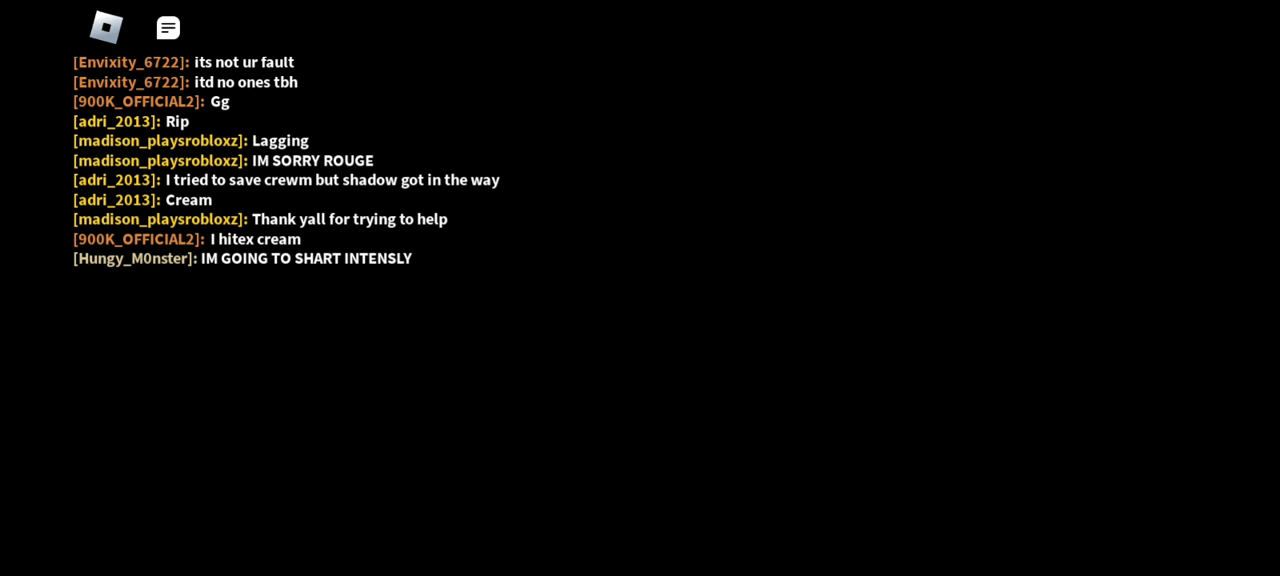 [Envixity_6722]: its not ur fault
[Envixity_6722]: itd no ones tbh
[900K_OFFICIAL2]: Gg
[adri_2013]: Rip
[madison_playsrobloxz]: Lagging
[madison_playsrobloxz]: IM SORRY ROUGE
[adri_2013]: I tried to save crewm but shadow got in the way
[adri_2013]: Cream
[madison_playsrobloxz]: Thank yall for trying to help
[900K_OFFICIAL2]: I hitex cream
[Hungy_M0nster]: IM GOING TO SHART INTENSLY